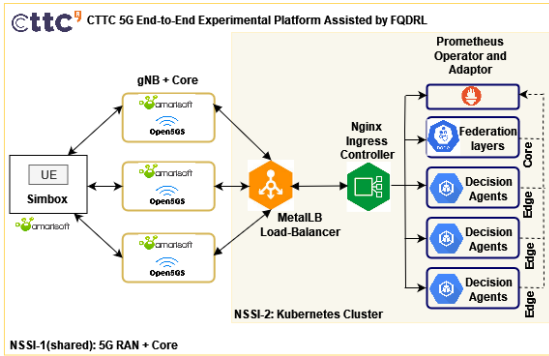 CTTC 5G End-to-End Experimental Platform Assisted by FQDRL
cttc
gNB + Core
amarisoft
Open5GS
amarisoft
Open5GS
amarisoft
Open5GS
UE
Simbox
amarisoft
MetalLB
Load-Balancer
Nginx
Ingress
Controller
Prometheus
Operator and
Adaptor
Federation
layers
Decision
Agents
Decision
Agents
Decision
Agents
Core
Edge
Edge
Edge
NSSI-2: Kubernetes Cluster
NSSI-1(shared): 5G RAN + Core